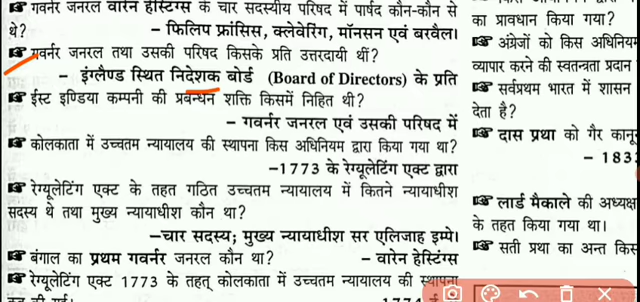 गवर्नर जनरल वारेन हेस्टिंग्स के चार सदस्यीय परिषद में पार्षद कौन-कौन से
थे? – फिलिप फ्रांसिस, क्लेवेरिंग, मॉनसन एवं बरवैल।
गवर्नर जनरल तथा उसकी परिषद किसके प्रति उत्तरदायी थीं?
– इंग्लैण्ड स्थित निदेशक बोर्ड (Board of Directors) के प्रति
ईस्ट इण्डिया कम्पनी की प्रबन्धन शक्ति किसमें निहित थी?
– गवर्नर जनरल एवं उसकी परिषद में
कोलकाता में उच्चतम न्यायालय की स्थापना किस अधिनियम द्वारा किया गया था?
–1773 के रेग्यूलेटिंग एक्ट द्वारा
रेग्यूलेटिंग एक्ट के तहत गठित उच्चतम न्यायालय में कितने न्यायाधीश
सदस्य थे तथा मुख्य न्यायाधीश कौन था?
–चार सदस्य; मुख्य न्यायाधीश सर एलिजाह इम्पे।
बंगाल का प्रथम गवर्नर जनरल कौन था? – वारेन हेस्टिंग्स
रेग्यूलेटिंग एक्ट 1773 के तहत् कोलकाता में उच्चतम न्यायालय की स्थापना
का प्रावधान किया गया?
अंग्रेजों को किस अधिनियम
व्यापार करने की स्वतन्त्रता प्रदान
सर्वप्रथम भारत में शासन
देता है?
दास प्रथा को गैर कानू
– 183
लार्ड मैकाले की अध्यक्ष
के तहत किया गया था।
सती प्रथा का अन्त किस